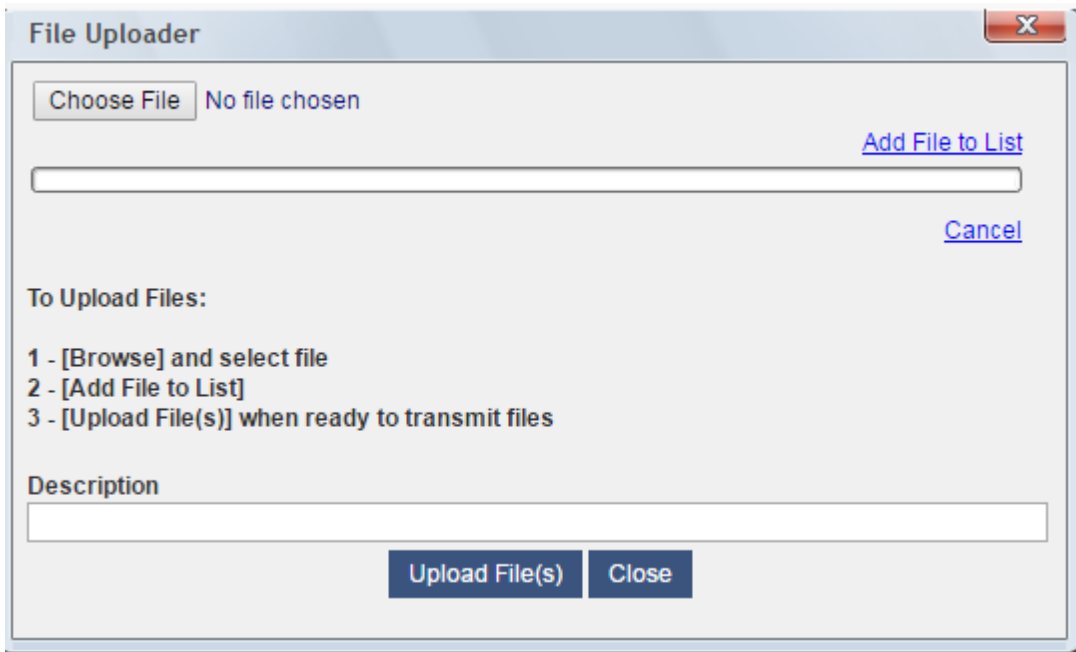 File Uploader
X
Choose File No file chosen
Add File to List
Cancel
To Upload Files:
1 - [Browse] and select file
2 - [Add File to List]
3 - [Upload File(s)] when ready to transmit files
Description
Upload File(s) Close